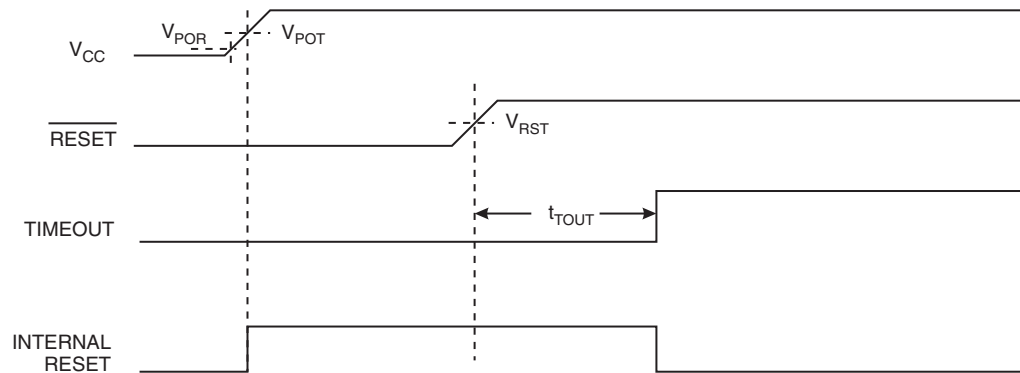 V_POR
V_POT
V_CC
RESET
V_RST
t_TOUT
TIMEOUT
INTERNAL
RESET